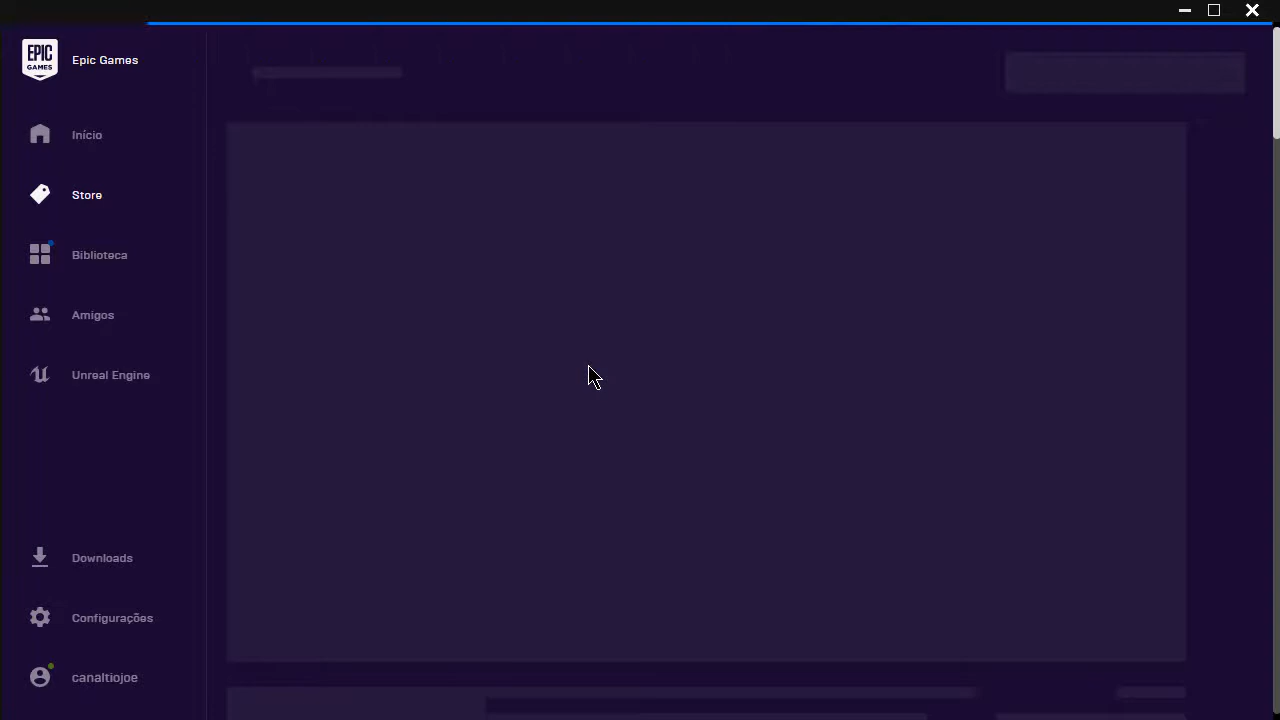 EPIC
GAMES
Epic Games
Início
Store
Biblioteca
Amigos
Unreal Engine
Downloads
Configurações
canaltiojoe